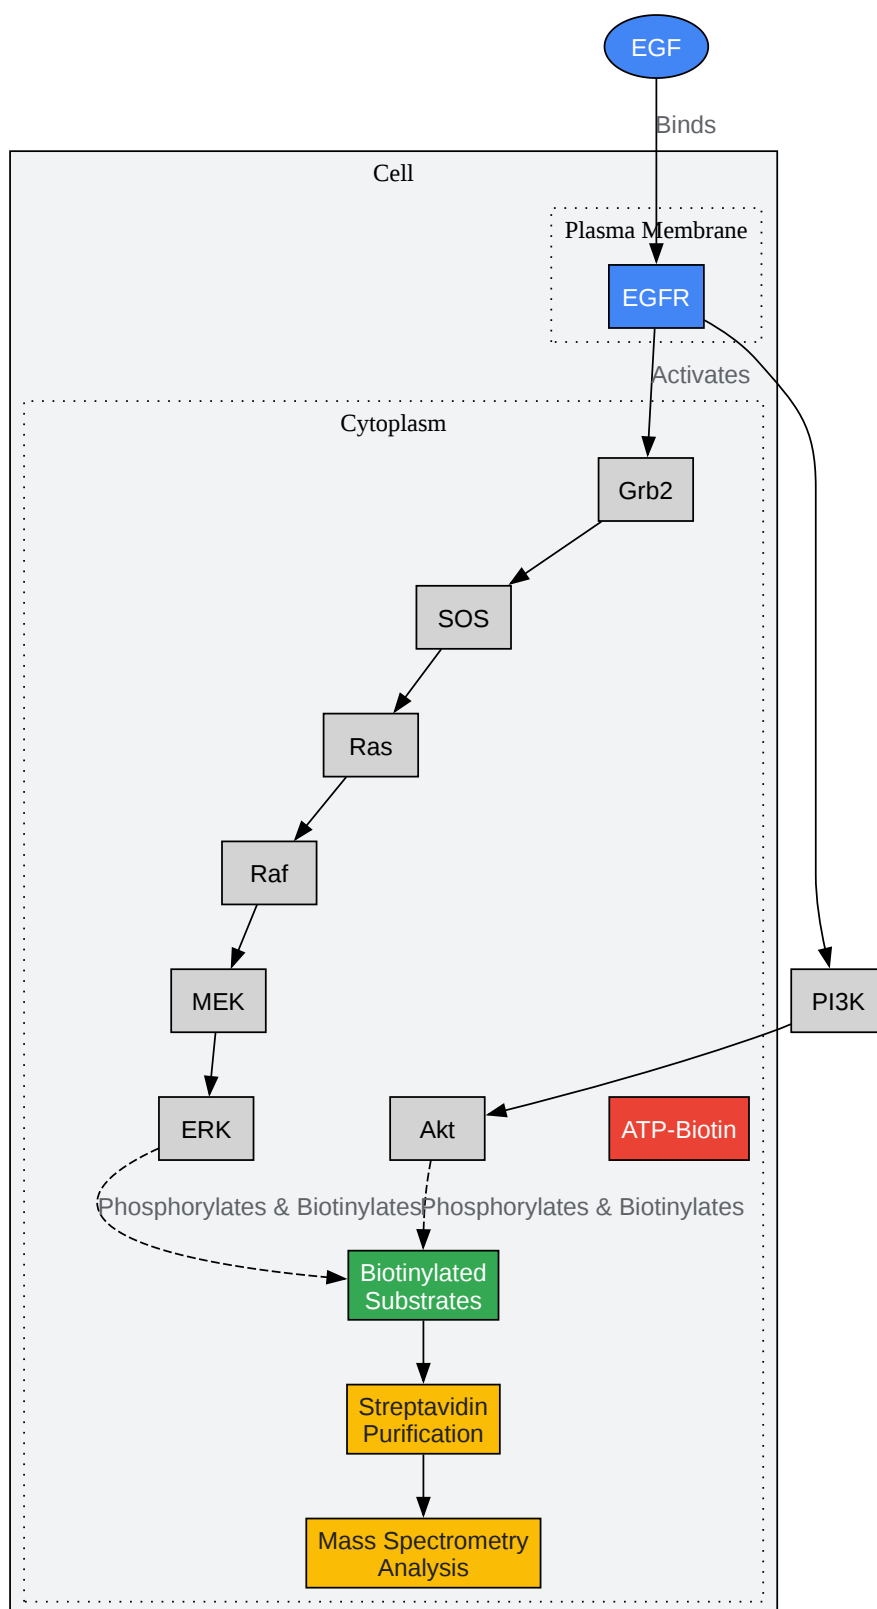 EGF
Binds
Cell
Plasma Membrane
EGFR
Activates
Cytoplasm
Grb2
SOS
Ras
Raf
MEK
PI3K
ERK
Akt
ATP-Biotin
Phosphorylates & Biotinylates
Phosphorylates & Biotinylates
Biotinylated
Substrates
Streptavidin
Purification
Mass Spectrometry
Analysis